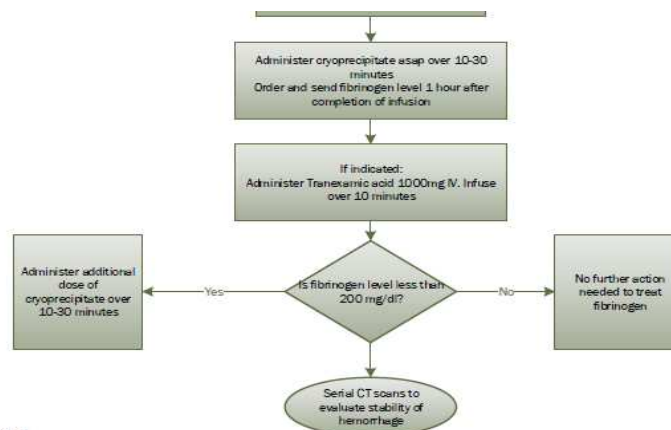 Administer cryoprecipitate asap over 10-30
minutes
Order and send fibrinogen level 1 hour after
completion of infusion
If indicated:
Administer Tranexamic acid 1000mg IV. Infuse
over 10 minutes
Administer additional
dose of
cryoprecipitate over
10-30 minutes
Yes
Is fibrinogen level less than
200 mg/dl?
No
No further action
needed to treat
fibrinogen
Serial CT scans to
evaluate stability of
hemorrhage